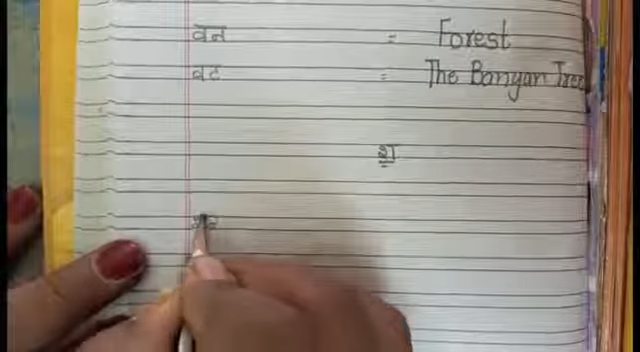 वन = Forest
वट = The Banyan Tree
श